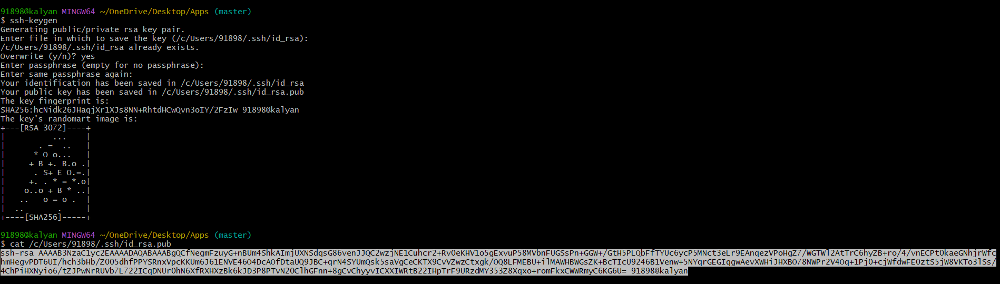 91898@kalyan MINGW64 ~/OneDrive/Desktop/Apps (master)
$ ssh-keygen
Generating public/private rsa key pair.
Enter file in which to save the key (/c/Users/91898/.ssh/id_rsa):
/c/Users/91898/.ssh/id_rsa already exists.
Overwrite (y/n)? yes
Enter passphrase (empty for no passphrase):
Enter same passphrase again:
Your identification has been saved in /c/Users/91898/.ssh/id_rsa
Your public key has been saved in /c/Users/91898/.ssh/id_rsa.pub
The key fingerprint is:
SHA256:hcNidk26JHaqjXr1XJs8NN+RhtdHCwQvn3oIY/2FzIw 91898@kalyan
The key's randomart image is:
+---[RSA 3072]----+
|          ...    |
|       . =  ..   |
|      * O o...   |
|     + B +. B.o .|
|      . S+ E O.=.|
|     +. . * = *.o|
|    o..o + B * ..|
|   ..   o = o .  |
|  ..       .     |
+----[SHA256]-----+
91898@kalyan MINGW64 ~/OneDrive/Desktop/Apps (master)
$ cat /c/Users/91898/.ssh/id_rsa.pub
ssh-rsa AAAAB3NzaC1yc2EAAAADAQABAAABgQCfNegmFzuyG+nBUm4ShkAImjUXNSdqsG86venJJQC2wzjNE1Cuhcr2+RvOeKHV1o5gExvuP58MVbnFUGSsPn+GGW+/GtH5PLQbFfTYUc6ycP5MNct3eLr9EAnqezVPoHgZ7/WGTWl2AtTrC6hyZB+ro/4/vnECPtOkaeGNhjrWfc
hmHegvPDT6UI/hch3bHb/ZOO5dhfPPYSRnxVpcKKUm6J61ENVE46O4DcAOfDtaUQ9JBC+qrN4SYUmQsk5saVgCeCKTX9CvVZwzCtxgk/OQ8LFMEBU+ilMAWHBWGsZK+BcTIcU9246B1Venw+5NYqrGEGIqgwAevXWHiJHXBO78NWPr2V4Oq+1Pj0+cjWfdwFEOztS5jW8VKTo3lSs/
4ChPiHXNyio6/tZJPwNrRUVb7L722ICqDNUrOhN6XfRXHXzBk6kJD3P8PTvN2OClhGFnn+8gCvChyyvICXXIWRtB22IHpTrF9URzdMY353Z8Xqxo+romFkxCWWRmyC6KG6U= 91898@kalyan